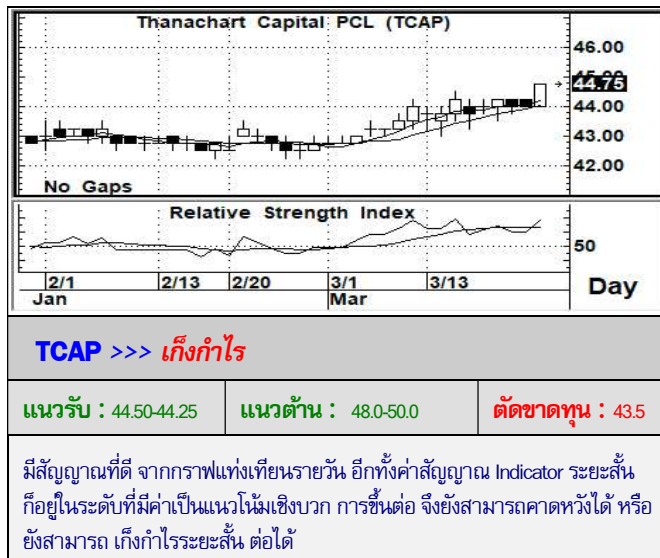 Thanachart Capital PCL (TCAP)
46.00
44.75
44.00
43.00
42.00
No Gaps
Relative Strength Index
50
2/1 2/13 2/20 3/1 3/13
Jan Mar
Day
TCAP >>> เก็งกำไร
แนวรับ : 44.50-44.25 แนวต้าน : 48.0-50.0 ตัดขาดทุน : 43.5
มีสัญญาณที่ดี จากกราฟแท่งเทียนรายวัน อีกทั้งค่าสัญญาณ Indicator ระยะสั้น
ก็อยู่ในระดับที่มีค่าเป็นแนวโน้มเชิงบวก การขึ้นต่อ จึงยังสามารถคาดหวังได้ หรือ
ยังสามารถ เก็งกำไรระยะสั้น ต่อได้